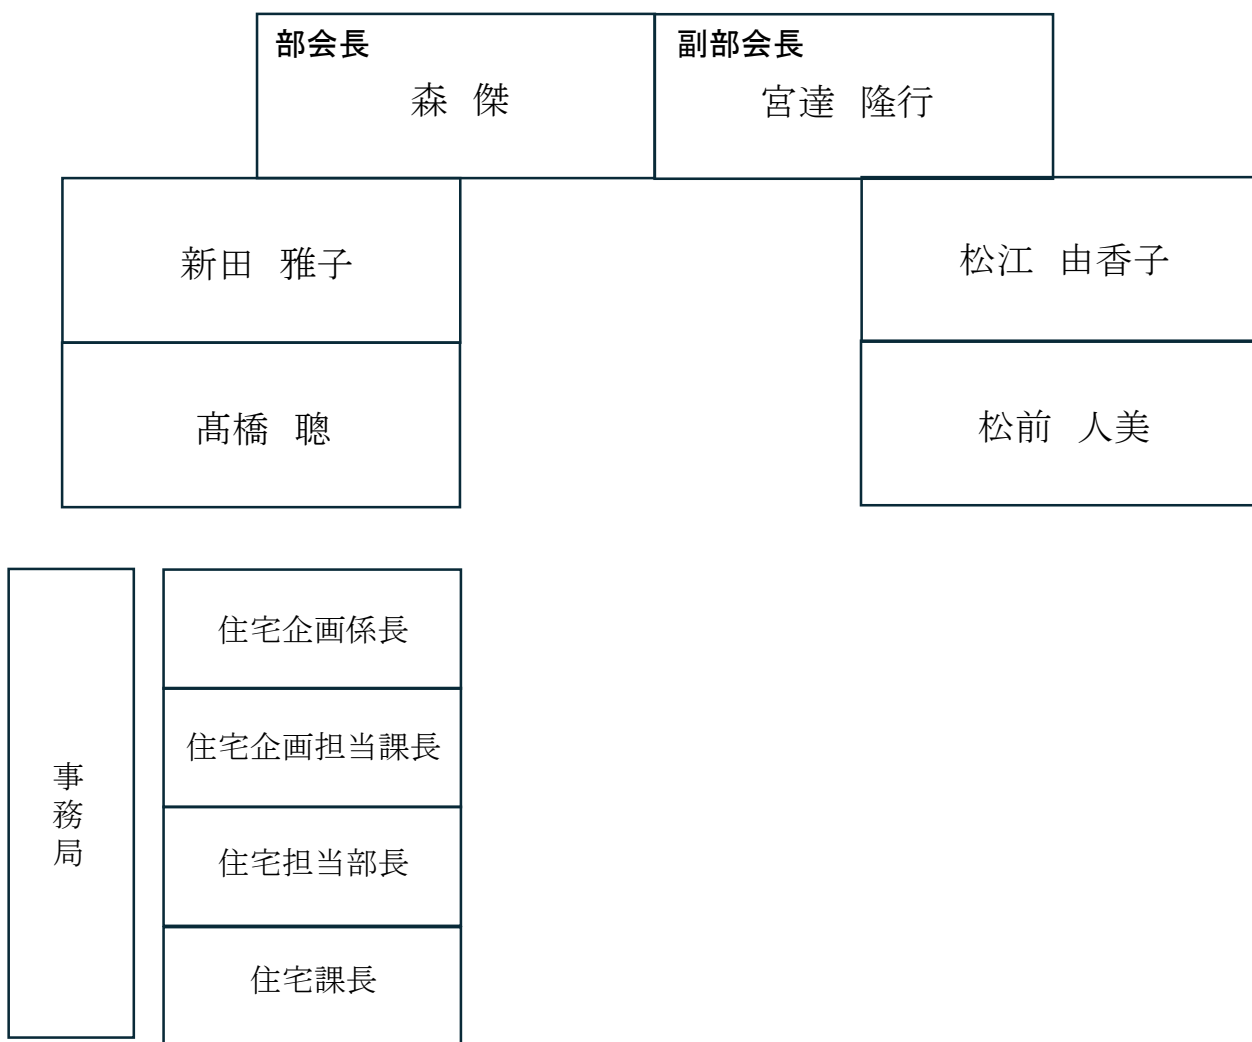 部会長
森 傑
副部会長
宮達 隆行
新田 雅子
松江 由香子
髙橋 聰
松前 人美
事務局
住宅企画係長
住宅企画担当課長
住宅担当部長
住宅課長